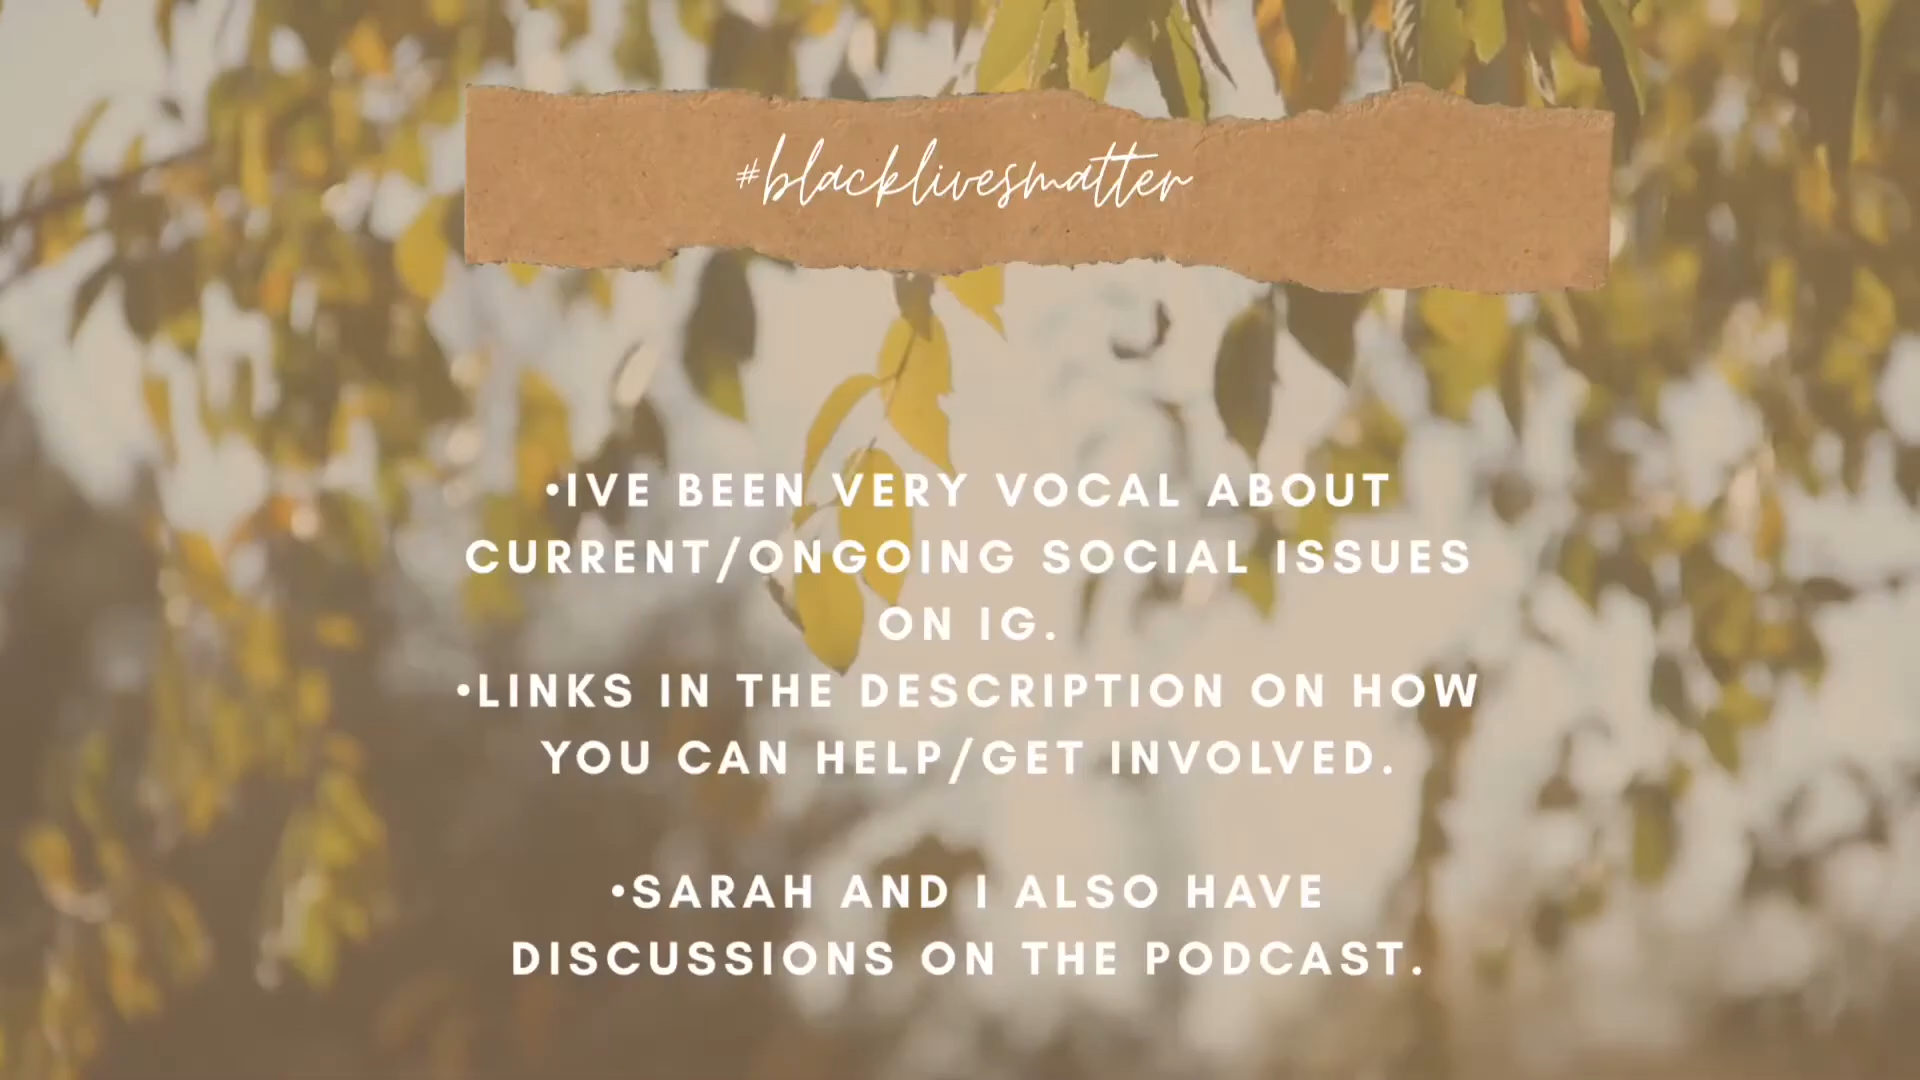 #blacklivesmatter
•IVE BEEN VERY VOCAL ABOUT
CURRENT/ONGOING SOCIAL ISSUES
ON IG.
•LINKS IN THE DESCRIPTION ON HOW
YOU CAN HELP/GET INVOLVED.
•SARAH AND I ALSO HAVE
DISCUSSIONS ON THE PODCAST.